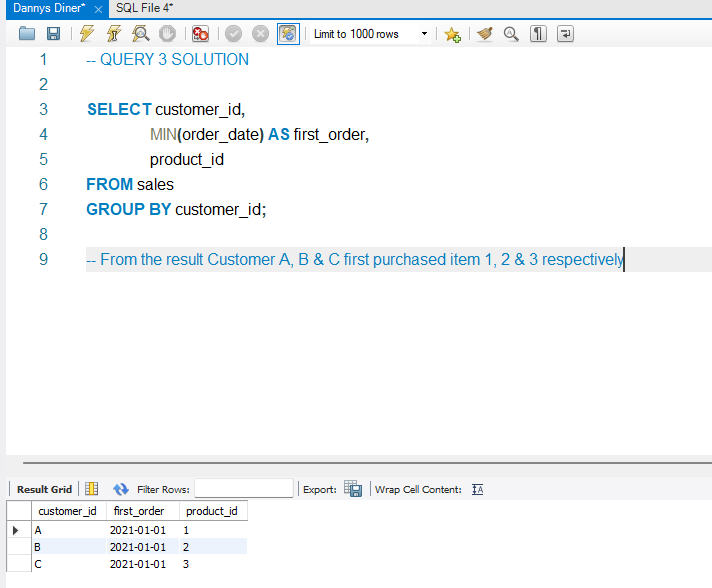 Dannys Diner* SQL File 4*
Limit to 1000 rows
1 -- QUERY 3 SOLUTION
2
3 SELECT customer_id,
4 MIN(order_date) AS first_order,
5 product_id
6 FROM sales
7 GROUP BY customer_id;
8
9 -- From the result Customer A, B & C first purchased item 1, 2 & 3 respectively
Result Grid Filter Rows: Export: Wrap Cell Content:
customer_id first_order product_id
A 2021-01-01 1
B 2021-01-01 2
C 2021-01-01 3